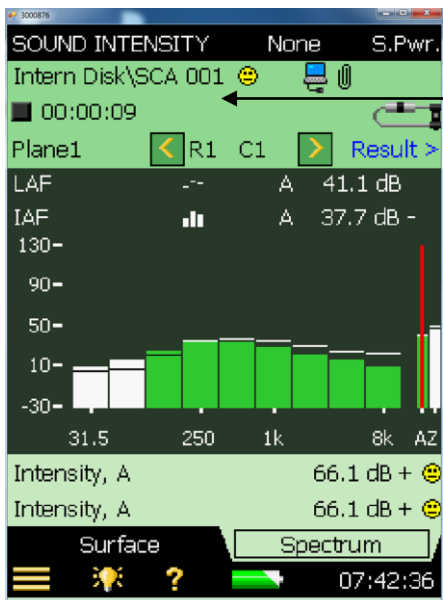 3000876
SOUND INTENSITY None S.Pwr.
Intern Disk\SCA 001
00:00:09
Plane1 < R1 C1 > Result >
LAF A 41.1 dB
IAF A 37.7 dB -
130
90
50
10
-30
31.5 250 1k 8k AZ
Intensity, A 66.1 dB +
Intensity, A 66.1 dB +
Surface Spectrum
? 07:42:36